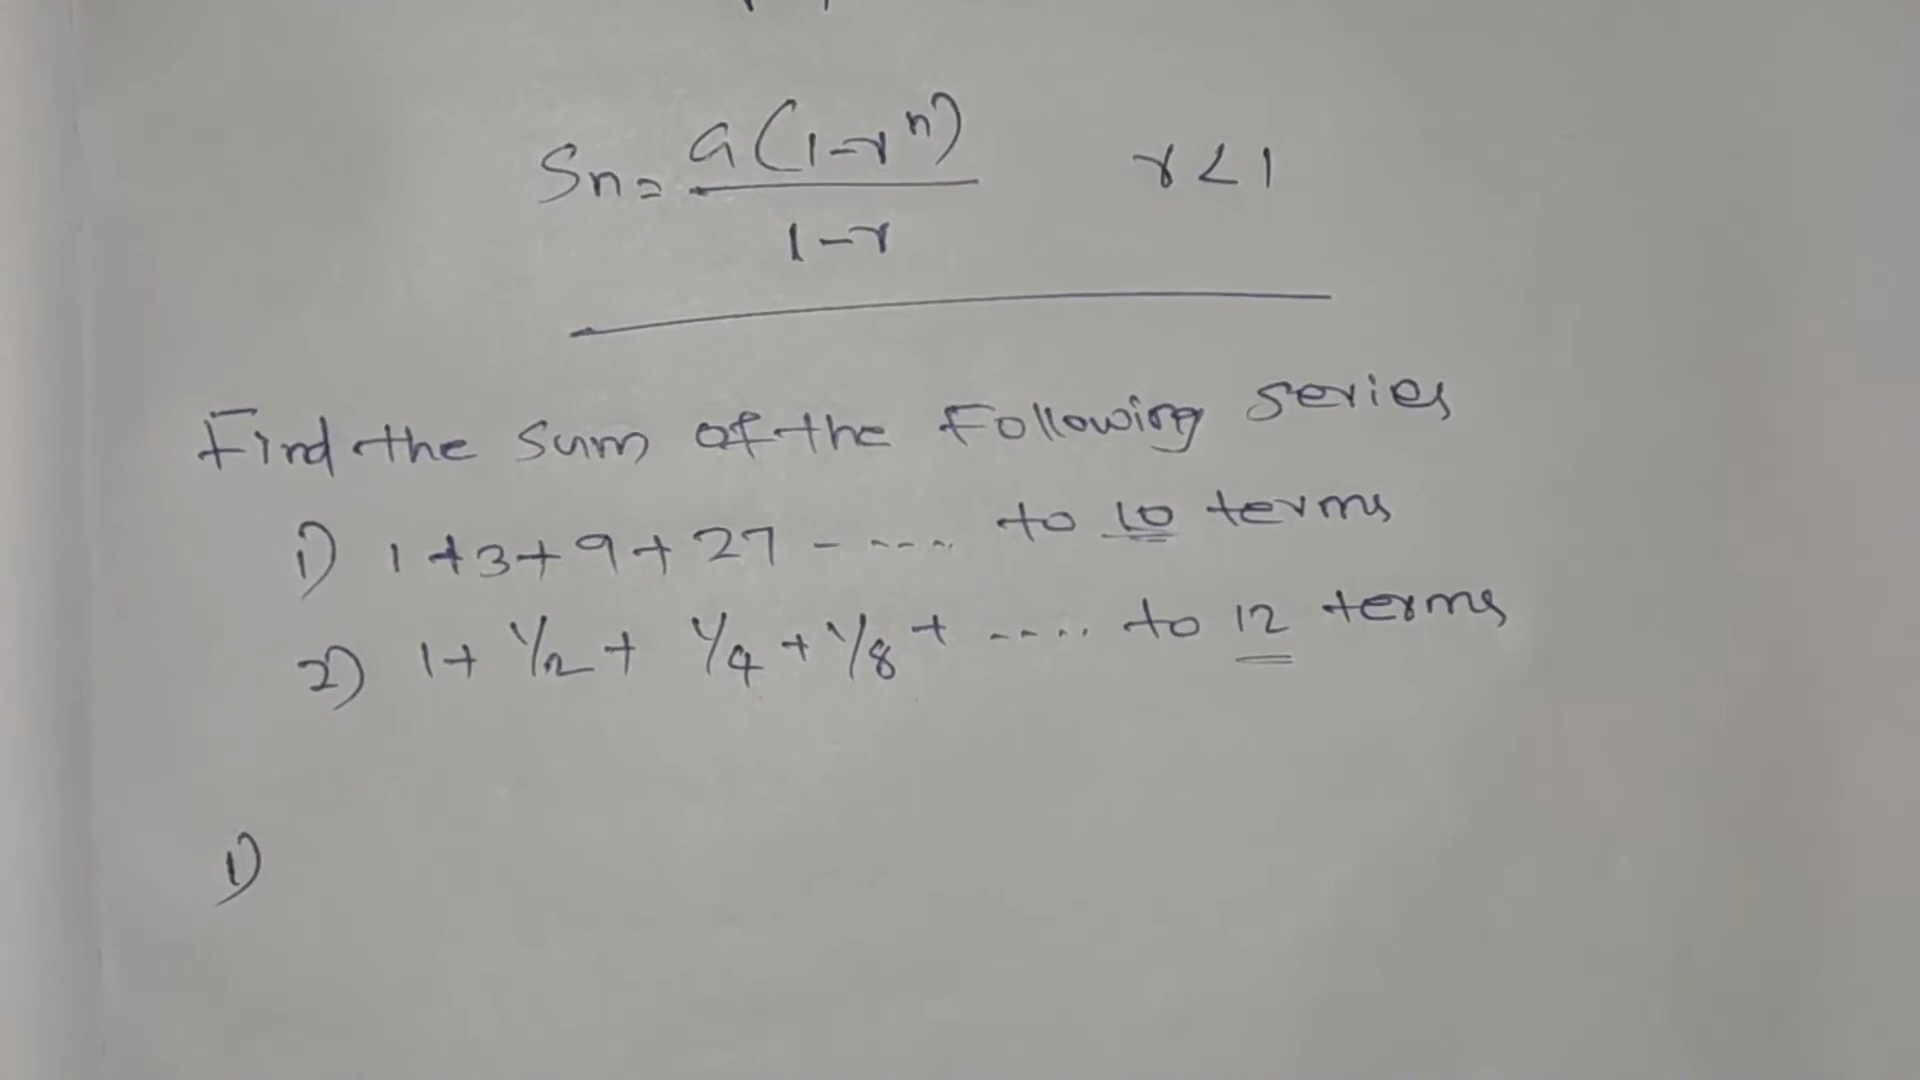 Sn = a(1-rⁿ) / 1-r    r<1
Find the sum of the Following series
1) 1+3+9+27 - .... to 10 terms
2) 1+ 1/2 + 1/4 + 1/8 + .... to 12 terms
1)